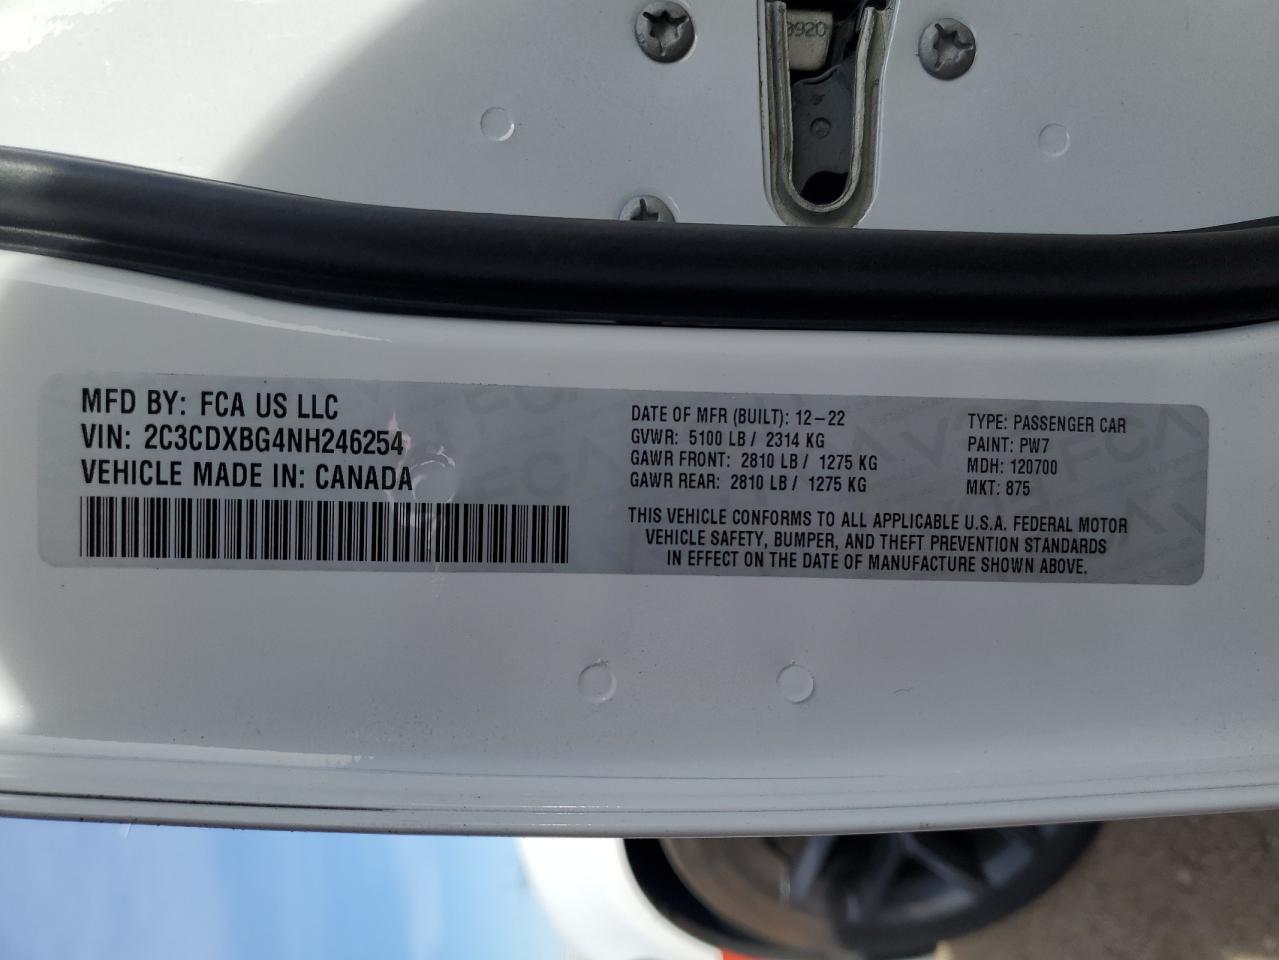 0920
MFD BY: FCA US LLC
VIN: 2C3CDXBG4NH246254
VEHICLE MADE IN: CANADA
DATE OF MFR (BUILT): 12-22
GVWR: 5100 LB / 2314 KG
GAWR FRONT: 2810 LB / 1275 KG
GAWR REAR: 2810 LB / 1275 KG
TYPE: PASSENGER CAR
PAINT: PW7
MDH: 120700
MKT: 875
THIS VEHICLE CONFORMS TO ALL APPLICABLE U.S.A. FEDERAL MOTOR
VEHICLE SAFETY, BUMPER, AND THEFT PREVENTION STANDARDS
IN EFFECT ON THE DATE OF MANUFACTURE SHOWN ABOVE.